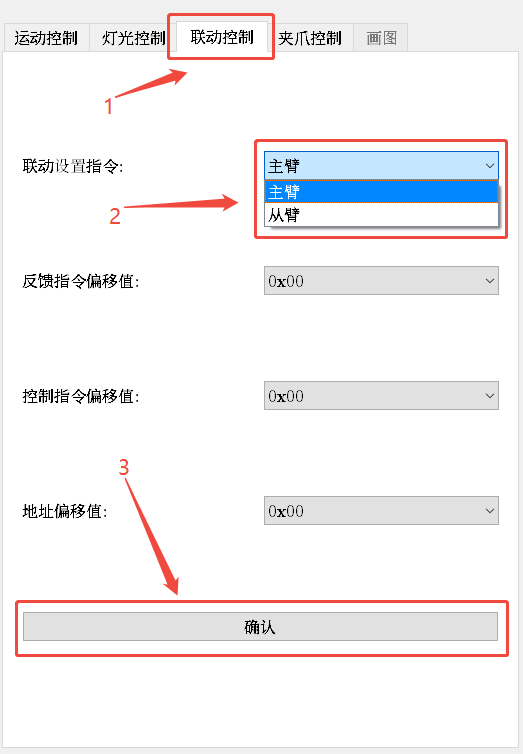 运动控制 灯光控制 联动控制 夹爪控制 画图
1
联动设置指令: 主臂
主臂
2 从臂
反馈指令偏移值: 0x00
控制指令偏移值: 0x00
3
地址偏移值: 0x00
确认